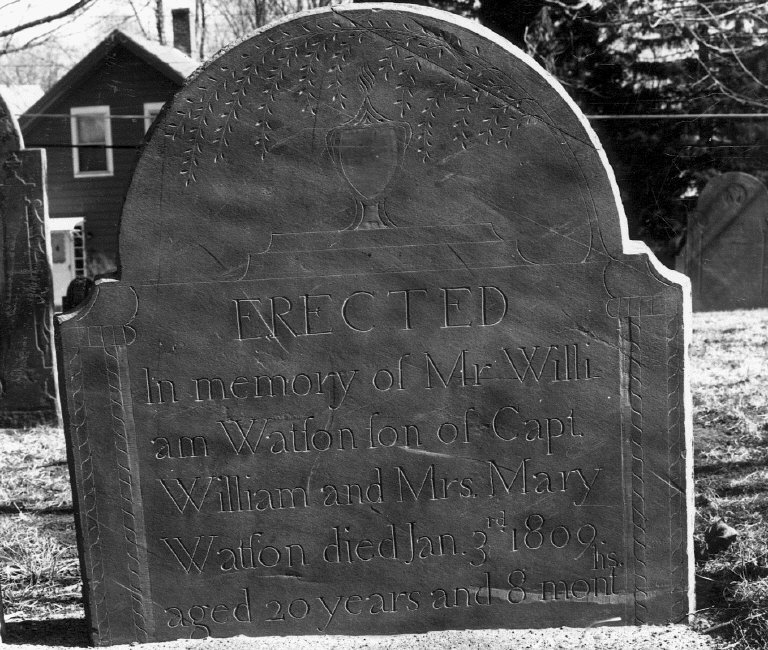 ERECTED
In memory of Mr. Willi-
am Watſon ſon of Capt.
William and Mrs. Mary
Watſon died Jan. 3rd 1809
aged 20 years and 8 months.